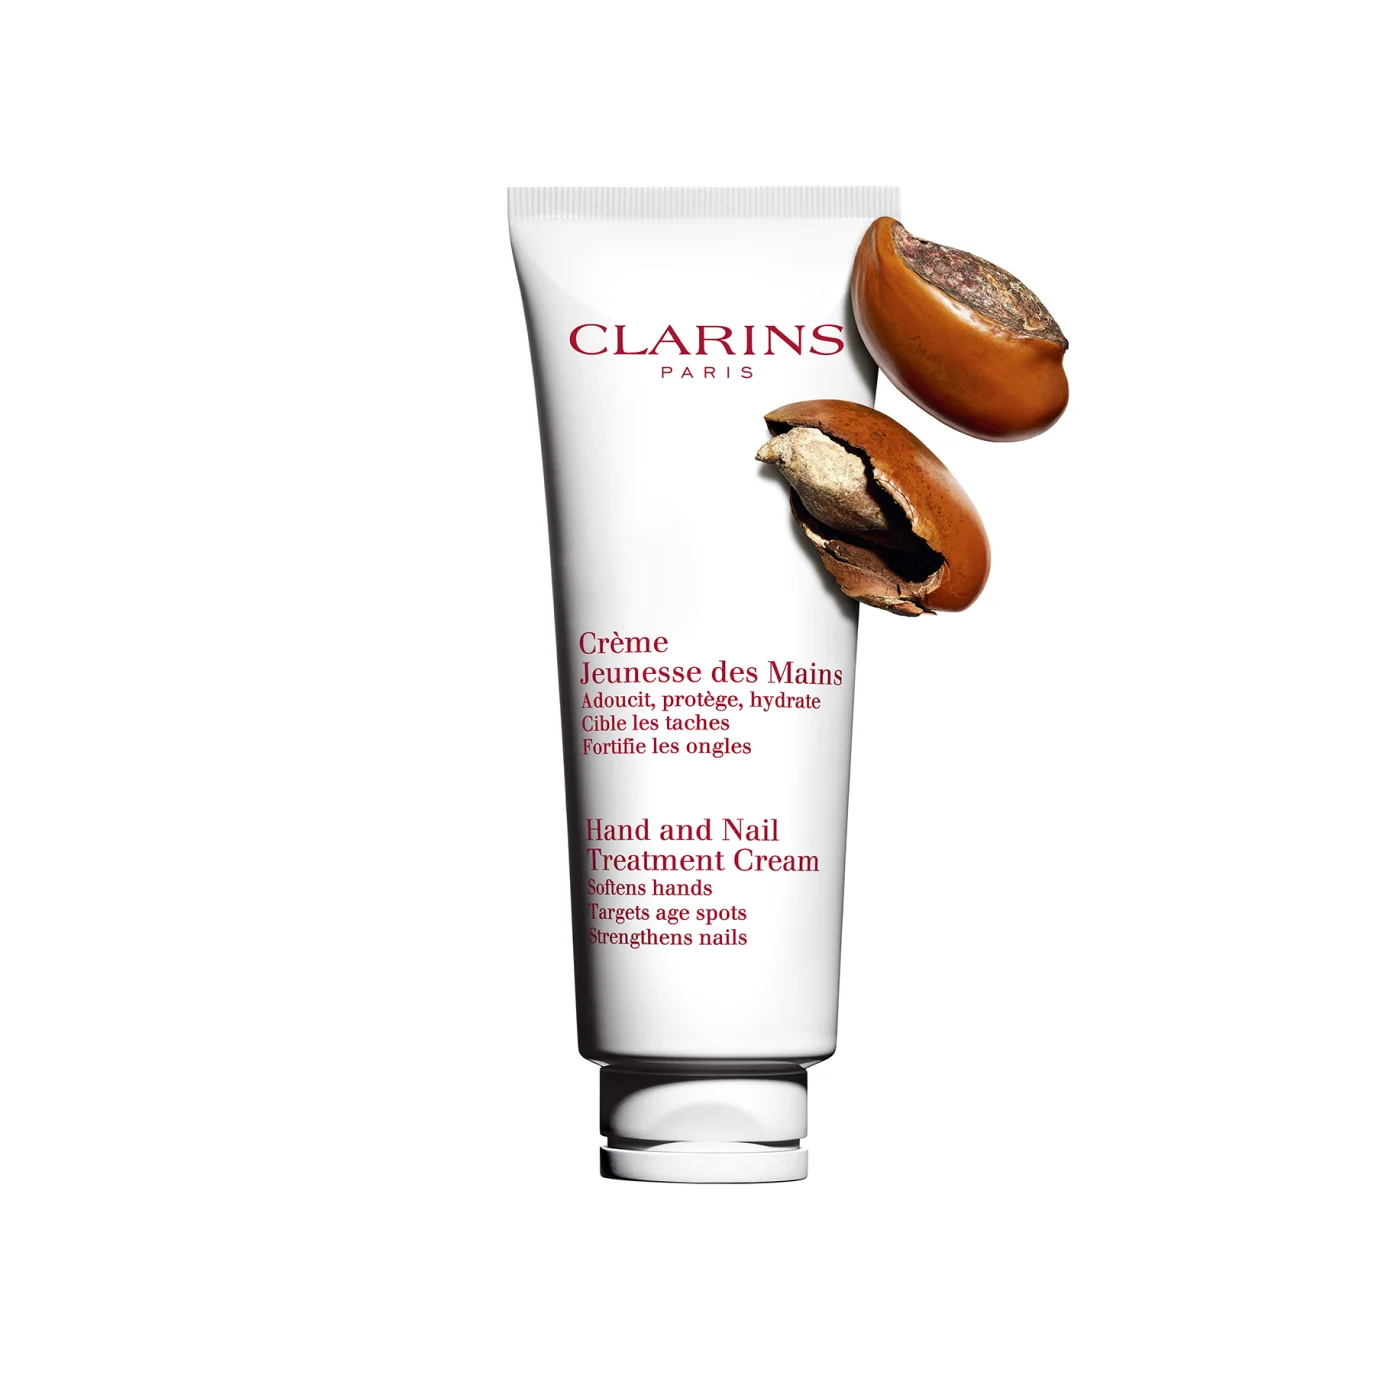 CLARINS
PARIS
Crème
Jeunesse des Mains
Adoucit, protège, hydrate
Cible les taches
Fortifie les ongles
Hand and Nail
Treatment Cream
Softens hands
Targets age spots
Strengthens nails